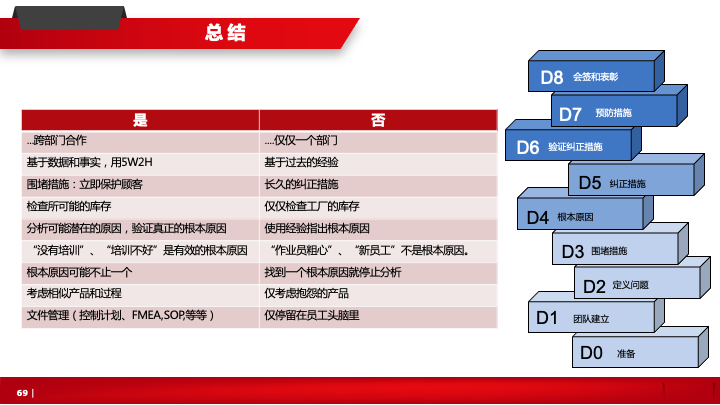 总结
是 否
...跨部门合作 ....仅仅一个部门
基于数据和事实，用5W2H 基于过去的经验
围堵措施：立即保护顾客 长久的纠正措施
检查所可能的库存 仅仅检查工厂的库存
分析可能潜在的原因，验证真正的根本原因 使用经验指出根本原因
“没有培训”、“培训不好”是有效的根本原因 “作业员粗心”、“新员工”不是根本原因。
根本原因可能不止一个 找到一个根本原因就停止分析
考虑相似产品和过程 仅考虑抱怨的产品
文件管理（控制计划、FMEA,SOP,等等） 仅停留在员工头脑里
D8 会签和表彰
D7 预防措施
D6 验证纠正措施
D5 纠正措施
D4 根本原因
D3 围堵措施
D2 定义问题
D1 团队建立
D0 准备
69 |